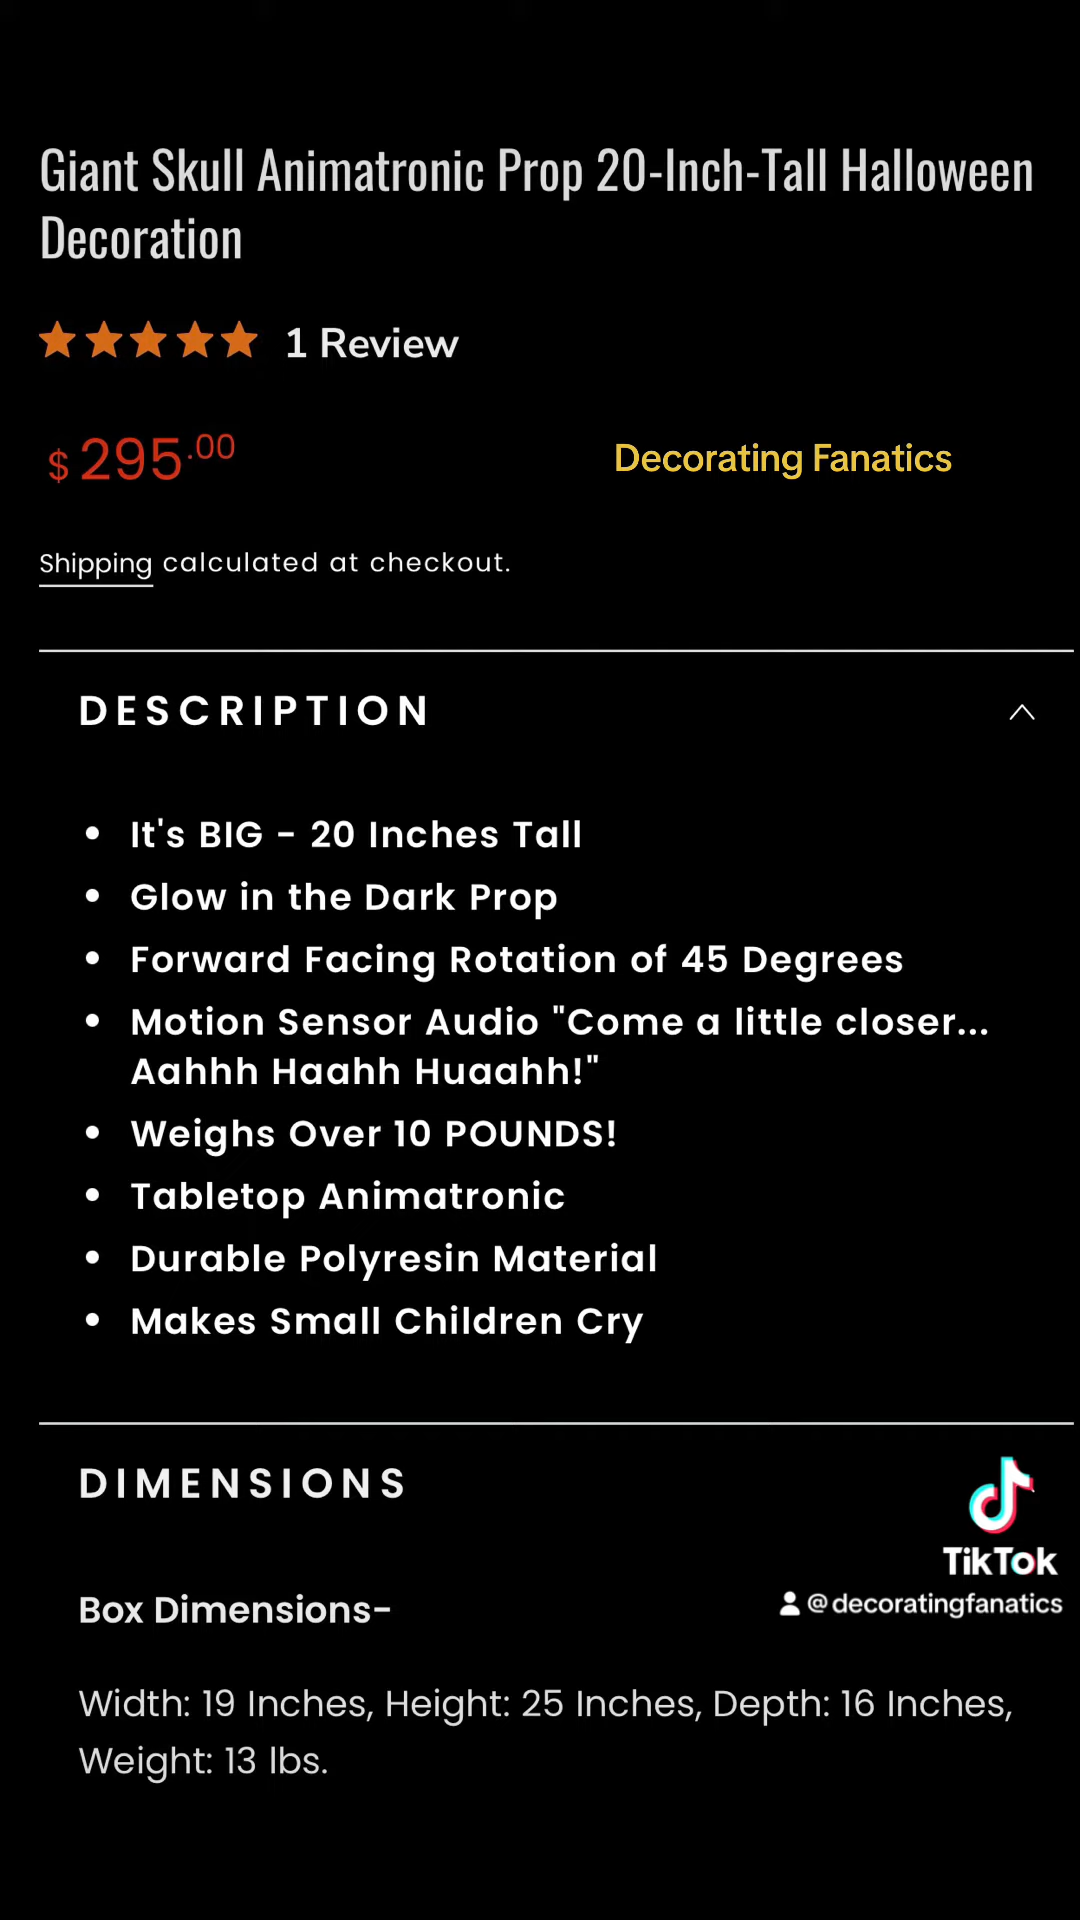 Giant Skull Animatronic Prop 20-Inch-Tall Halloween
Decoration
1 Review
$295.00
Decorating Fanatics
Shipping calculated at checkout.
DESCRIPTION
• It's BIG - 20 Inches Tall
• Glow in the Dark Prop
• Forward Facing Rotation of 45 Degrees
• Motion Sensor Audio "Come a little closer...
Aahhh Haahh Huaahh!"
• Weighs Over 10 POUNDS!
• Tabletop Animatronic
• Durable Polyresin Material
• Makes Small Children Cry
DIMENSIONS
TikTok
@decoratingfanatics
Box Dimensions-
Width: 19 Inches, Height: 25 Inches, Depth: 16 Inches,
Weight: 13 lbs.